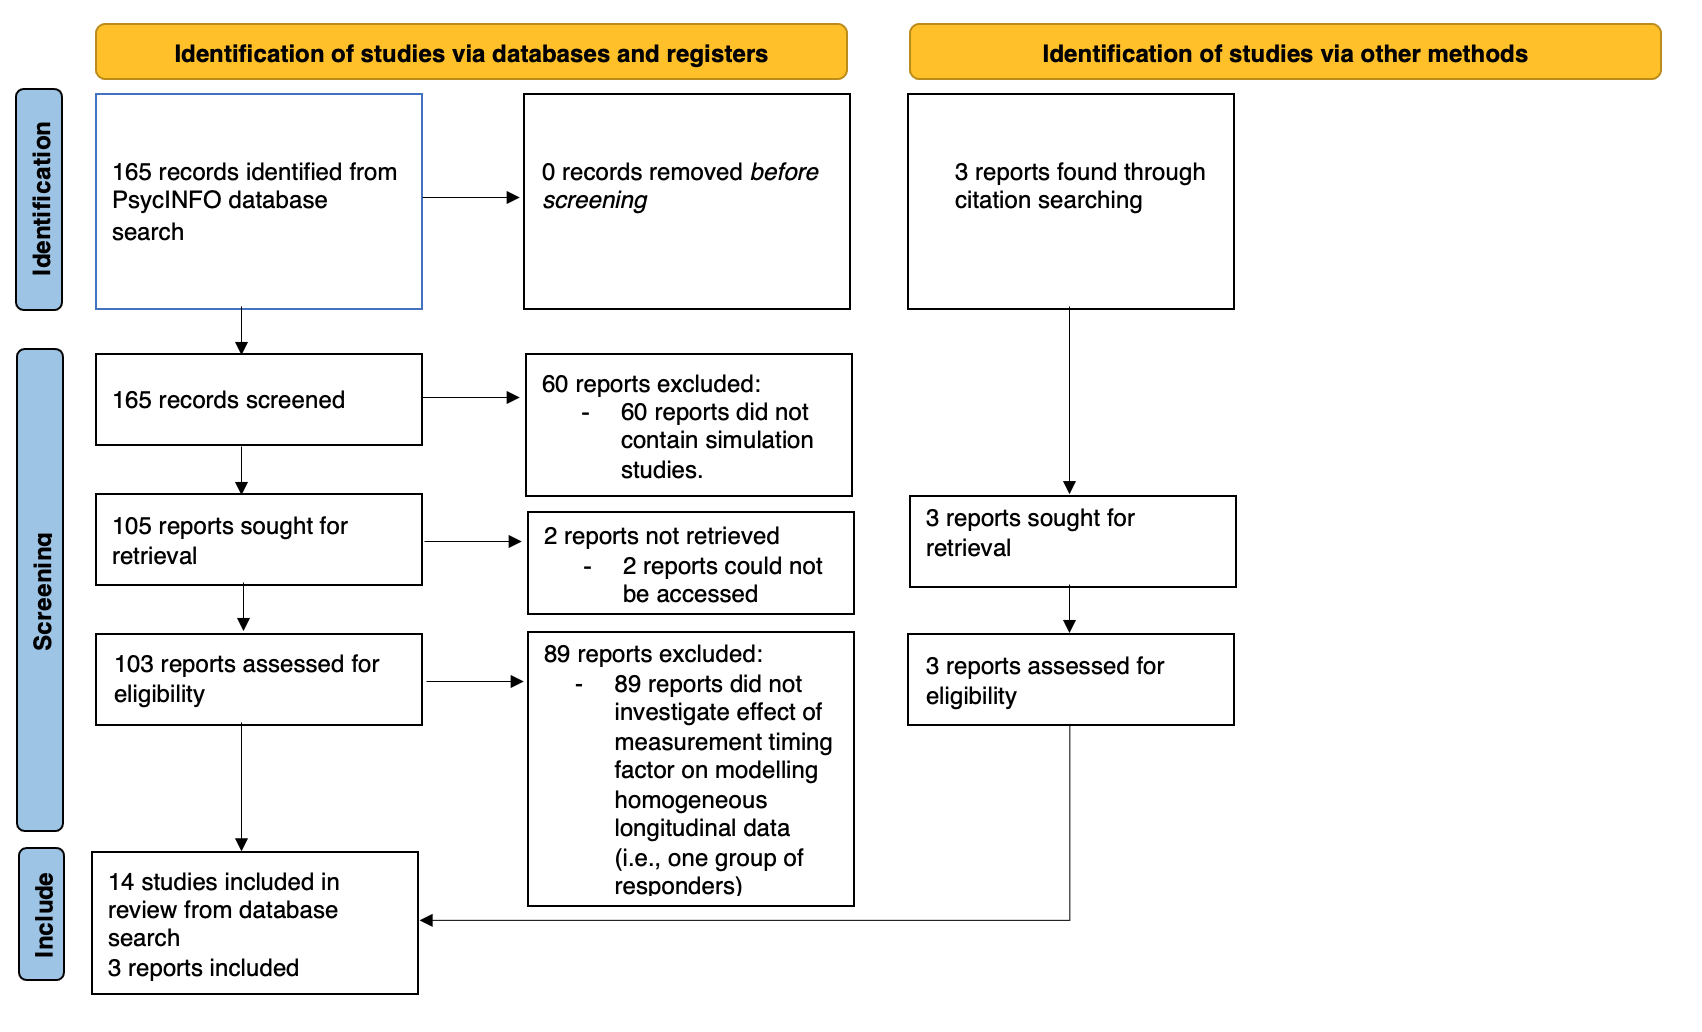 Identification of studies via databases and registers
Identification of studies via other methods
Identification
165 records identified from
PsycINFO database
search
0 records removed before
screening
3 reports found through
citation searching
Screening
165 records screened
60 reports excluded:
- 60 reports did not
contain simulation
studies.
105 reports sought for
retrieval
2 reports not retrieved
- 2 reports could not
be accessed
3 reports sought for
retrieval
103 reports assessed for
eligibility
89 reports excluded:
- 89 reports did not
investigate effect of
measurement timing
factor on modelling
homogeneous
longitudinal data
(i.e., one group of
responders)
3 reports assessed for
eligibility
Include
14 studies included in
review from database
search
3 reports included